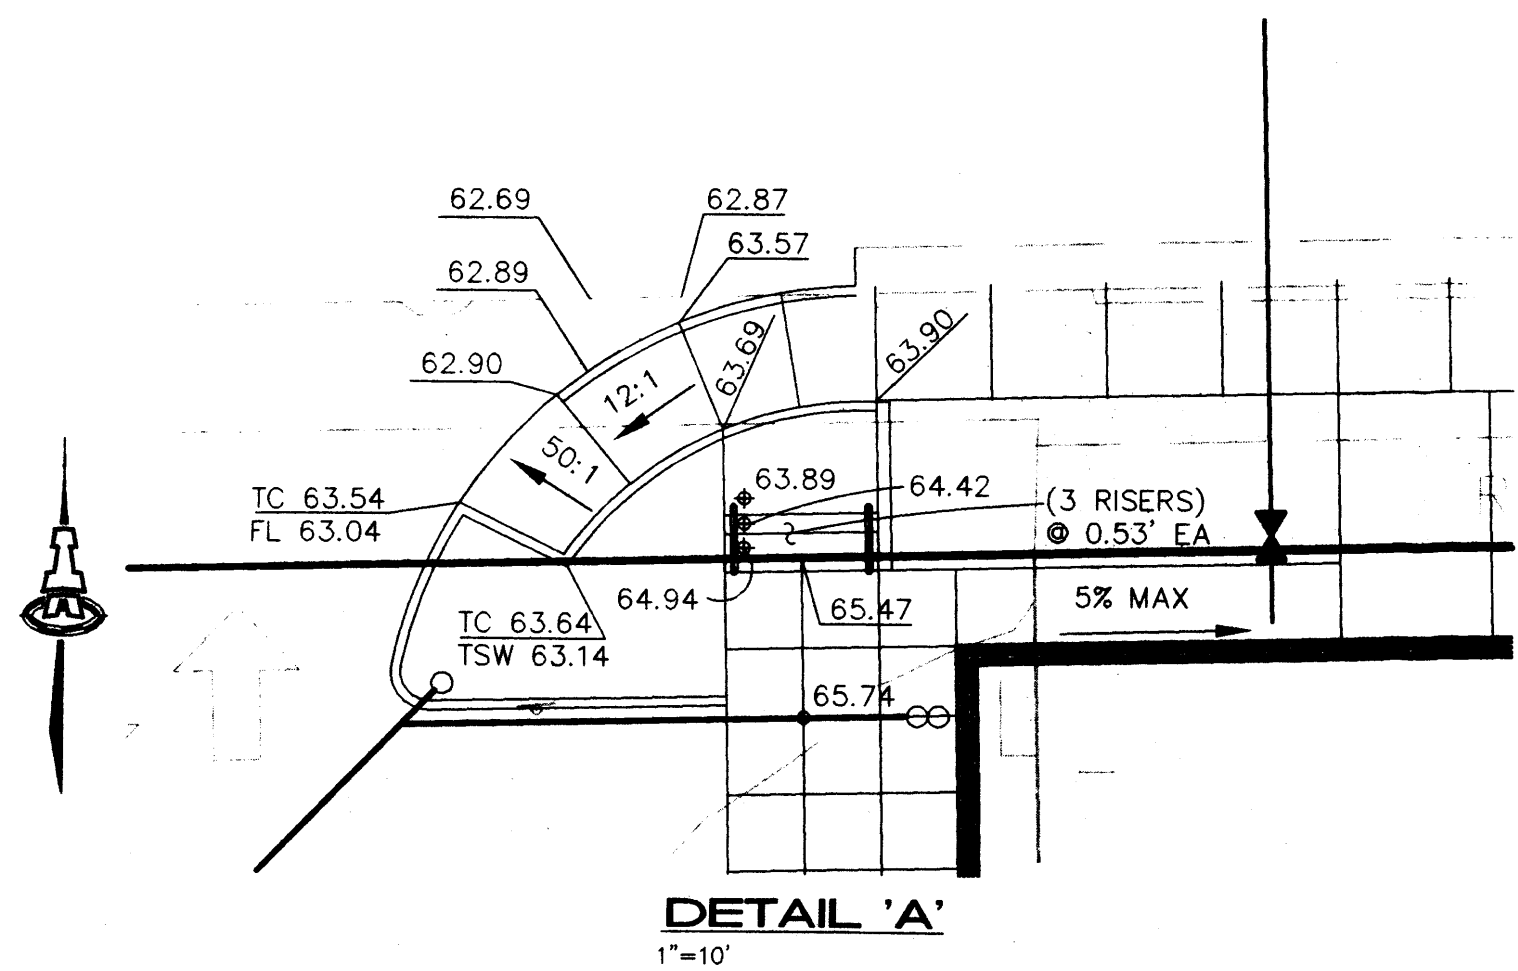 62.69
62.87
63.57
62.89
63.69
63.90
62.90
12:1
50:1
63.89
64.42
(3 RISERS)
@ 0.53' EA
TC 63.54
FL 63.04
64.94
65.47
5% MAX
TC 63.64
TSW 63.14
65.74
DETAIL 'A'
1"=10'